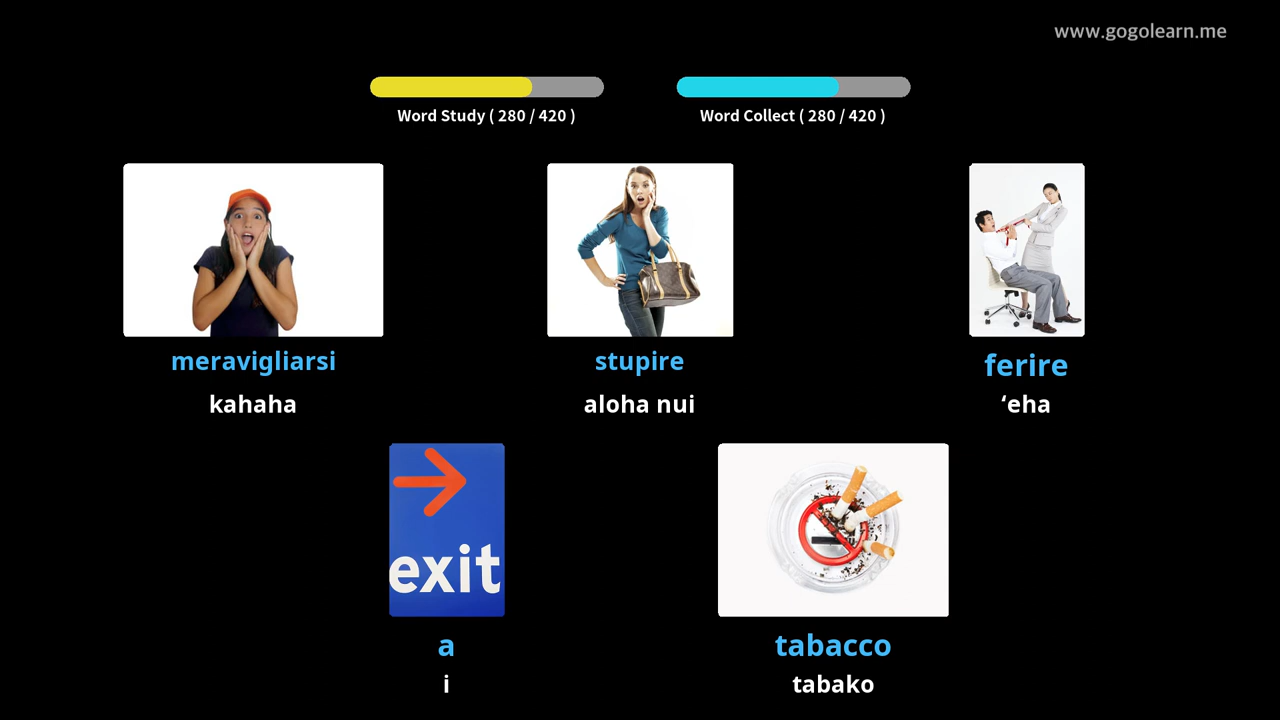 www.gogolearn.me
Word Study ( 280 / 420 )
Word Collect ( 280 / 420 )
meravigliarsi
kahaha
stupire
aloha nui
ferire
ʻeha
exit
a
i
tabacco
tabako